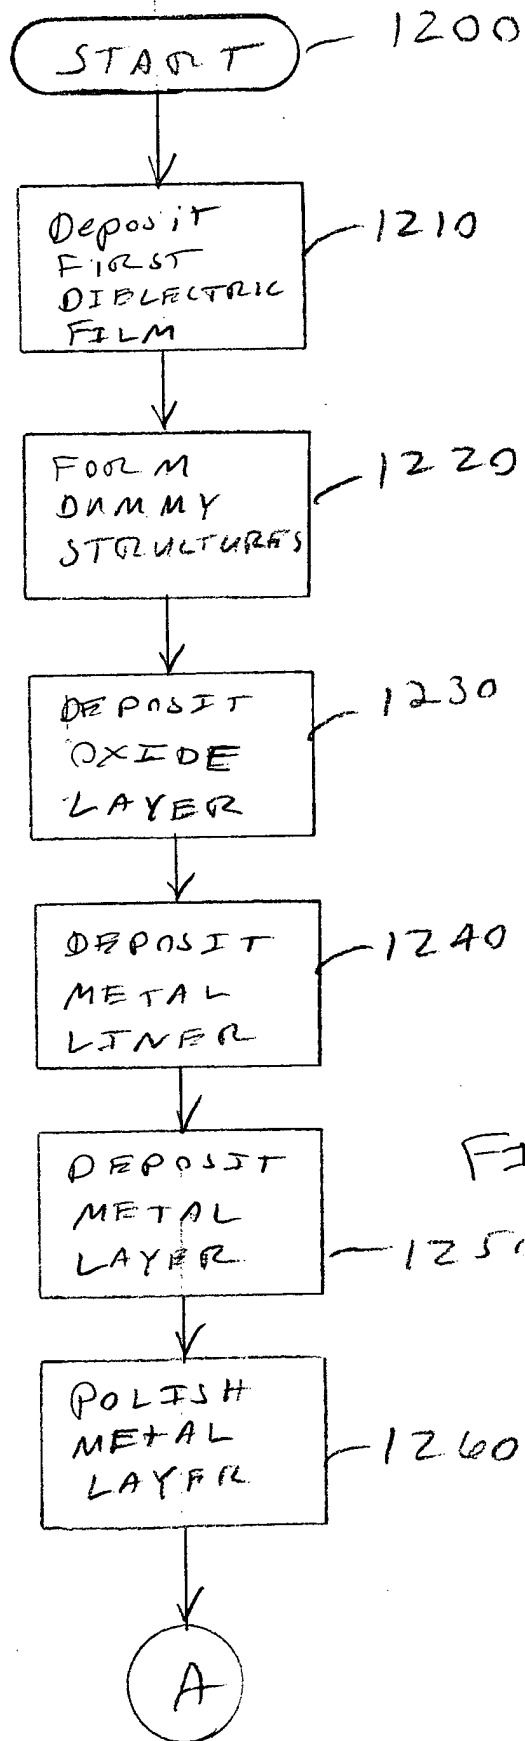 START
1200
Deposit
FIRST
DIELECTRIC
FILM
1210
FORM
DUMMY
STRUCTURES
1220
DEPOSIT
OXIDE
LAYER
1230
DEPOSIT
METAL
LINER
1240
DEPOSIT
METAL
LAYER
125
POLISH
METAL
LAYER
1260
A